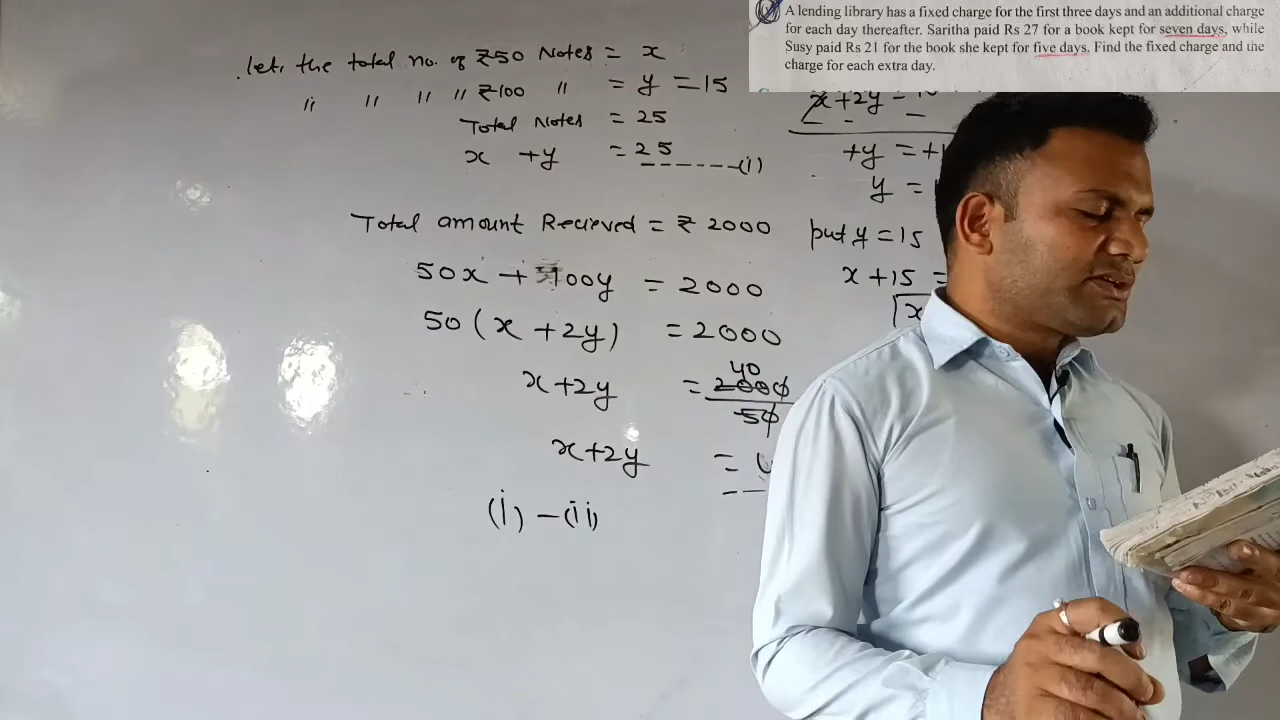 A lending library has a fixed charge for the first three days and an additional charge
for each day thereafter. Saritha paid Rs 27 for a book kept for seven days, while
Susy paid Rs 21 for the book she kept for five days. Find the fixed charge and the
charge for each extra day.
let, the total no. of ₹50 Notes = x
" " " " ₹100 " = y = 15
Total Notes = 25
x + y = 25 -------(i)
Total amount Recieved = ₹ 2000
50x + 100y = 2000
50 (x + 2y) = 2000
40
x+2y = 2000
50
x+2y =
(i) - (ii)
x+2y =
+y = +
y =
put y = 15
x + 15 =
x